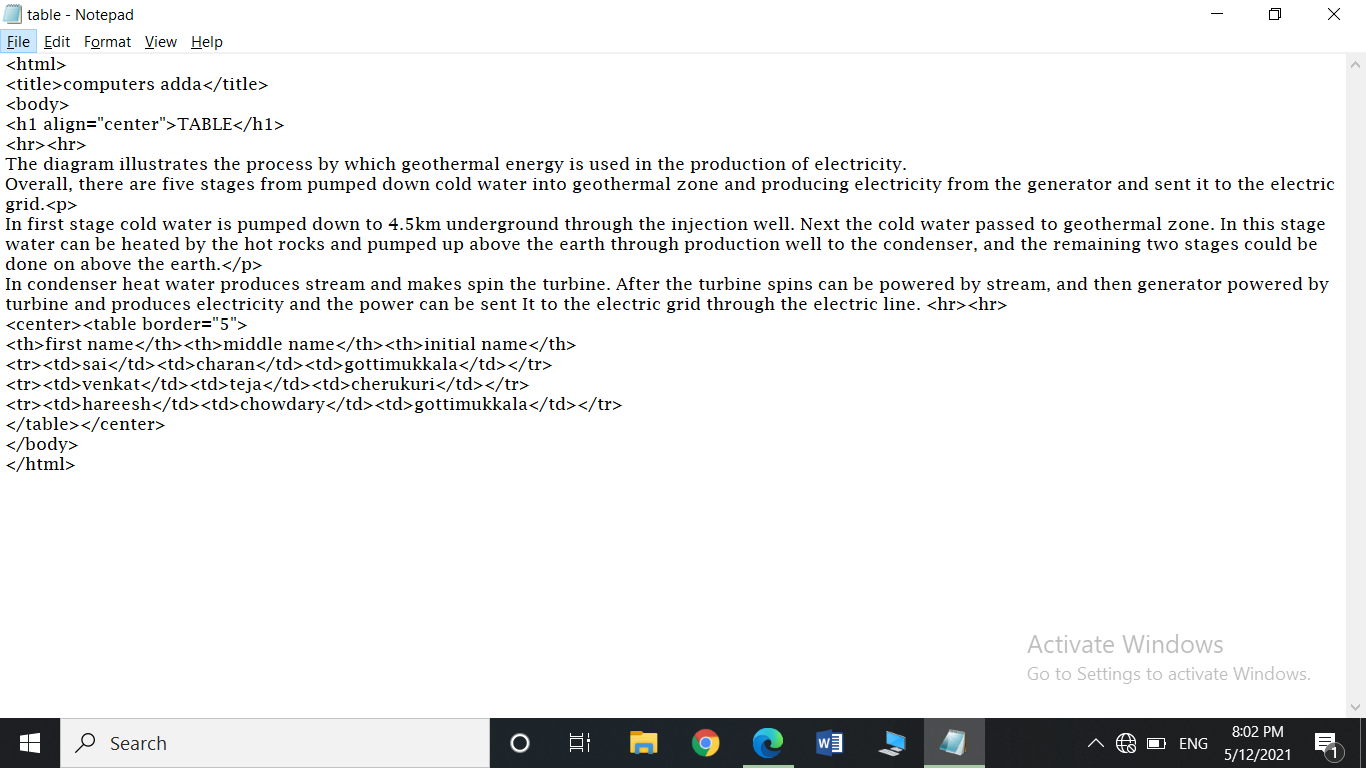 table - Notepad
File Edit Format View Help
<html>
<title>computers adda</title>
<body>
<h1 align="center">TABLE</h1>
<hr><hr>
The diagram illustrates the process by which geothermal energy is used in the production of electricity.
Overall, there are five stages from pumped down cold water into geothermal zone and producing electricity from the generator and sent it to the electric
grid.<p>
In first stage cold water is pumped down to 4.5km underground through the injection well. Next the cold water passed to geothermal zone. In this stage
water can be heated by the hot rocks and pumped up above the earth through production well to the condenser, and the remaining two stages could be
done on above the earth.</p>
In condenser heat water produces stream and makes spin the turbine. After the turbine spins can be powered by stream, and then generator powered by
turbine and produces electricity and the power can be sent It to the electric grid through the electric line. <hr><hr>
<center><table border="5">
<th>first name</th><th>middle name</th><th>initial name</th>
<tr><td>sai</td><td>charan</td><td>gottimukkala</td></tr>
<tr><td>venkat</td><td>teja</td><td>cherukuri</td></tr>
<tr><td>hareesh</td><td>chowdary</td><td>gottimukkala</td></tr>
</table></center>
</body>
</html>
Activate Windows
Go to Settings to activate Windows.
Search
ENG
8:02 PM
5/12/2021
1